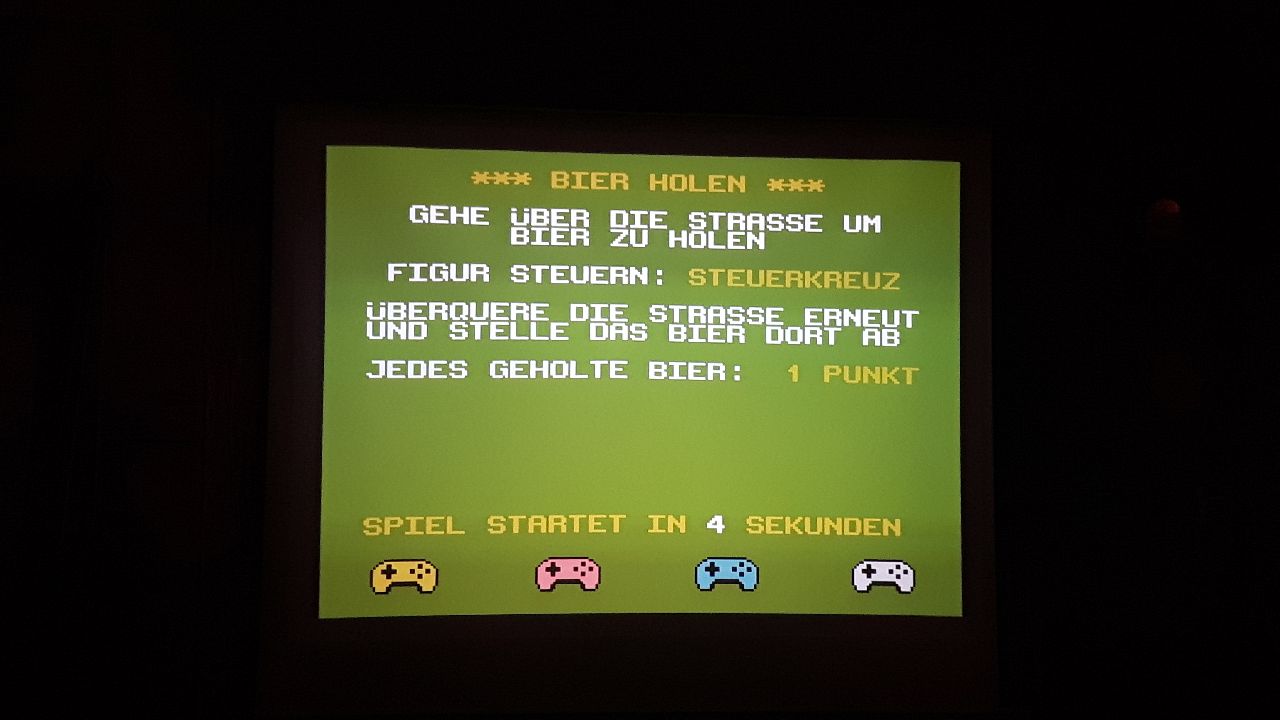 *** BIER HOLEN ***
GEHE üBER DIE STRASSE UM
BIER ZU HOLEN
FIGUR STEUERN: STEUERKREUZ
üBERQUERE DIE STRASSE ERNEUT
UND STELLE DAS BIER DORT AB
JEDES GEHOLTE BIER: 1 PUNKT
SPIEL STARTET IN 4 SEKUNDEN